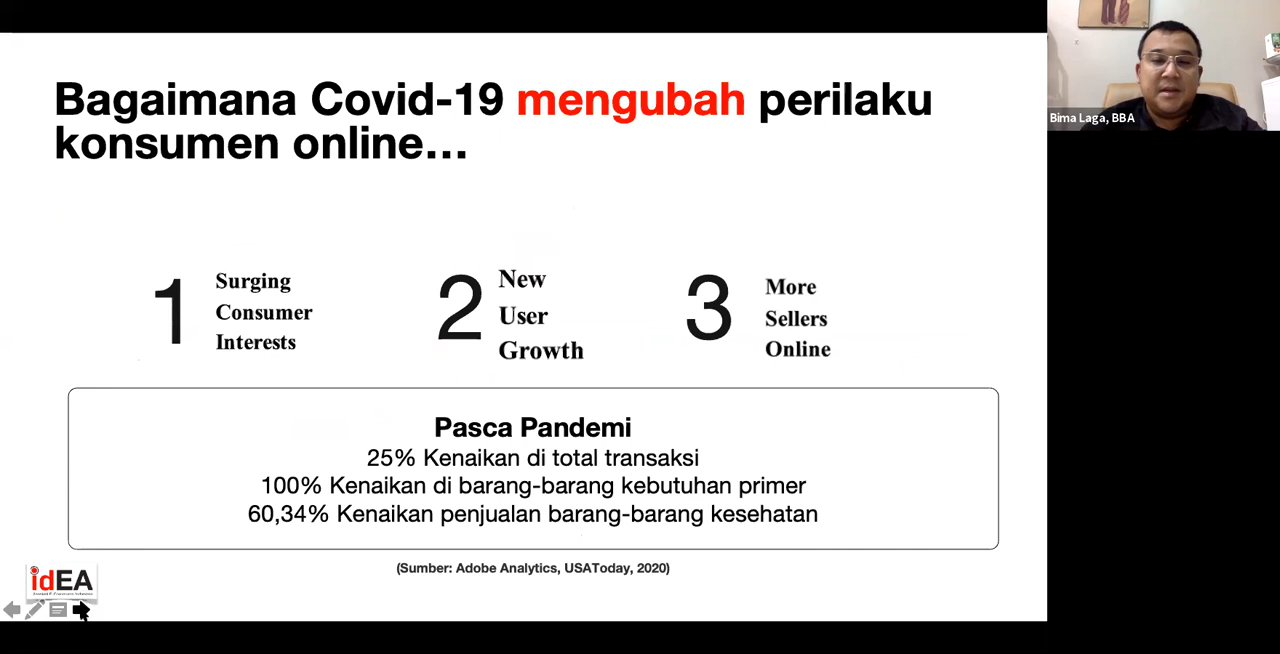 Bagaimana Covid-19 mengubah perilaku
konsumen online...
1
Surging
Consumer
Interests
2
New
User
Growth
3
More
Sellers
Online
Pasca Pandemi
25% Kenaikan di total transaksi
100% Kenaikan di barang-barang kebutuhan primer
60,34% Kenaikan penjualan barang-barang kesehatan
(Sumber: Adobe Analytics, USAToday, 2020)
idEA
Bima Laga, BBA